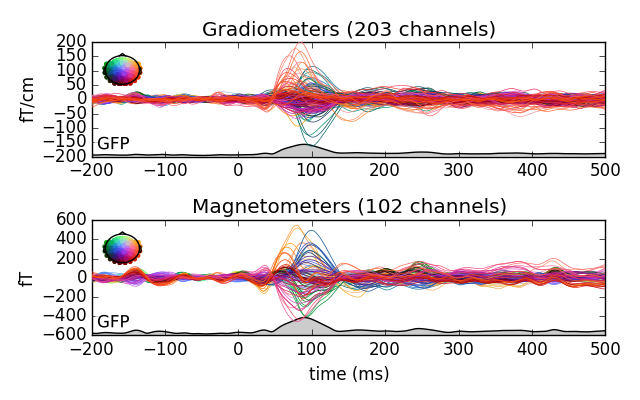 Gradiometers (203 channels)
200
150
100
50
0
−50
−100
−150
−200
fT/cm
GFP
−200 −100 0 100 200 300 400 500
Magnetometers (102 channels)
600
400
200
0
−200
−400
−600
fT
GFP
−200 −100 0 100 200 300 400 500
time (ms)